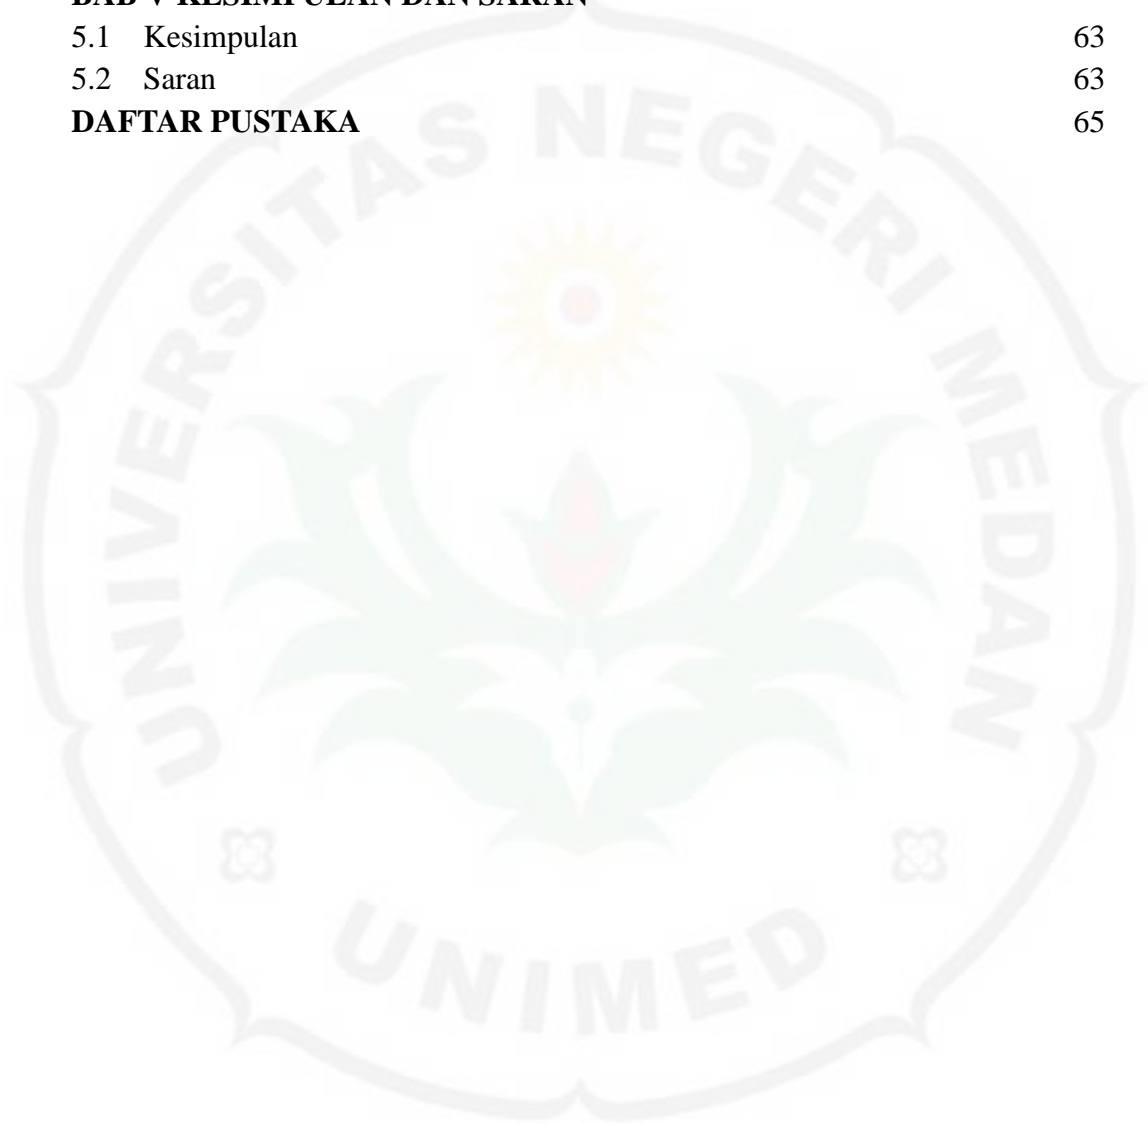 BAB V KESIMPULAN DAN SARAN
5.1 Kesimpulan 63
5.2 Saran 63
DAFTAR PUSTAKA 65
UNIVERSITAS NEGERI MEDAN
UNIMED